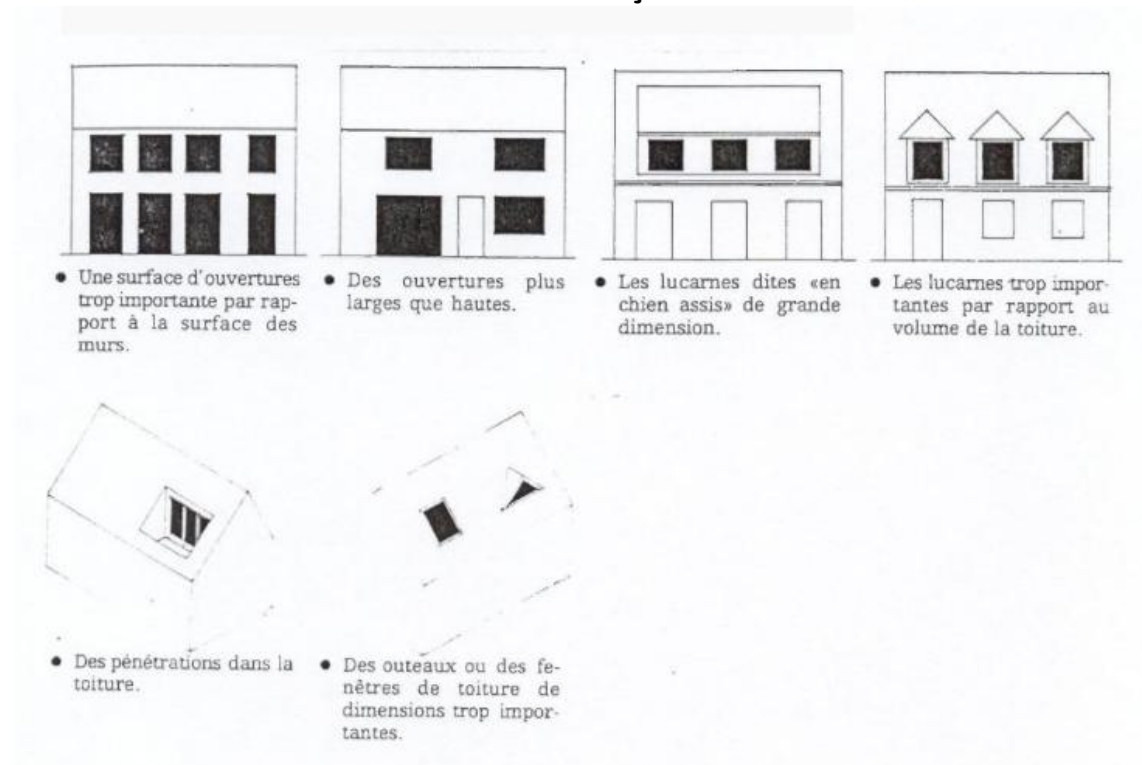 • Une surface d'ouvertures
trop importante par rap-
port à la surface des
murs.
• Des ouvertures plus
larges que hautes.
• Les lucarnes dites «en
chien assis» de grande
dimension.
• Les lucarnes trop impor-
tantes par rapport au
volume de la toiture.
• Des pénétrations dans la
toiture.
• Des outeaux ou des fe-
nêtres de toiture de
dimensions trop impor-
tantes.